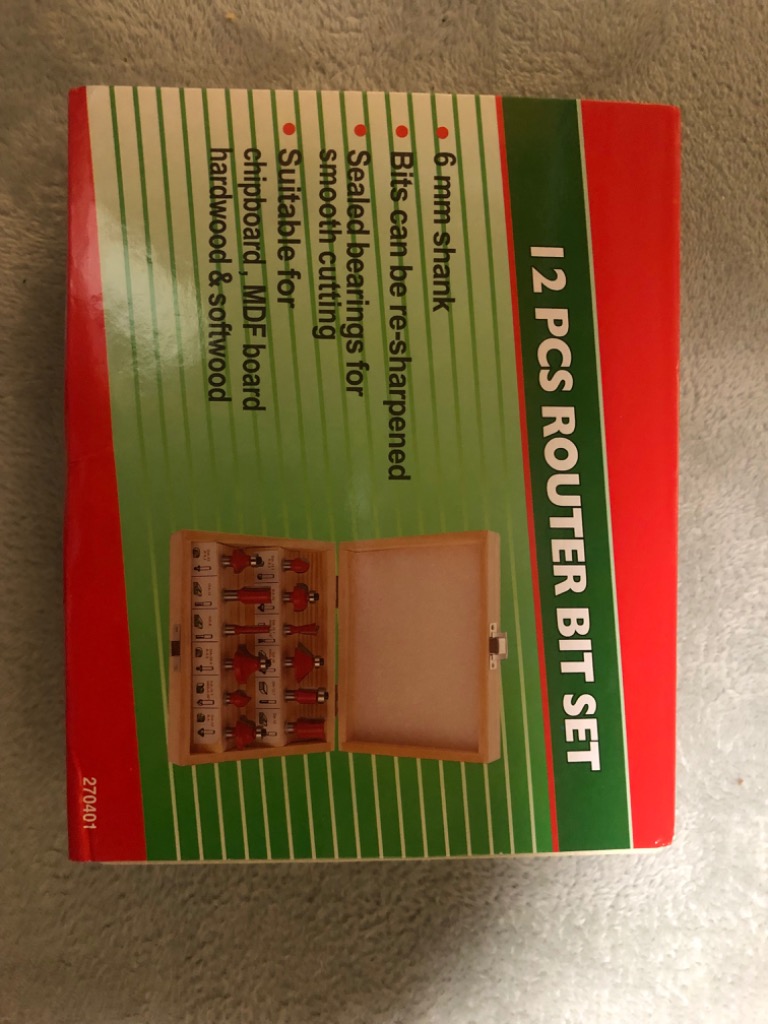 12 PCS ROUTER BIT SET
• 6 mm shank
• Bits can be re-sharpened
• Sealed bearings for
smooth cutting
• Suitable for
chipboard , MDF board
hardwood & softwood
270401